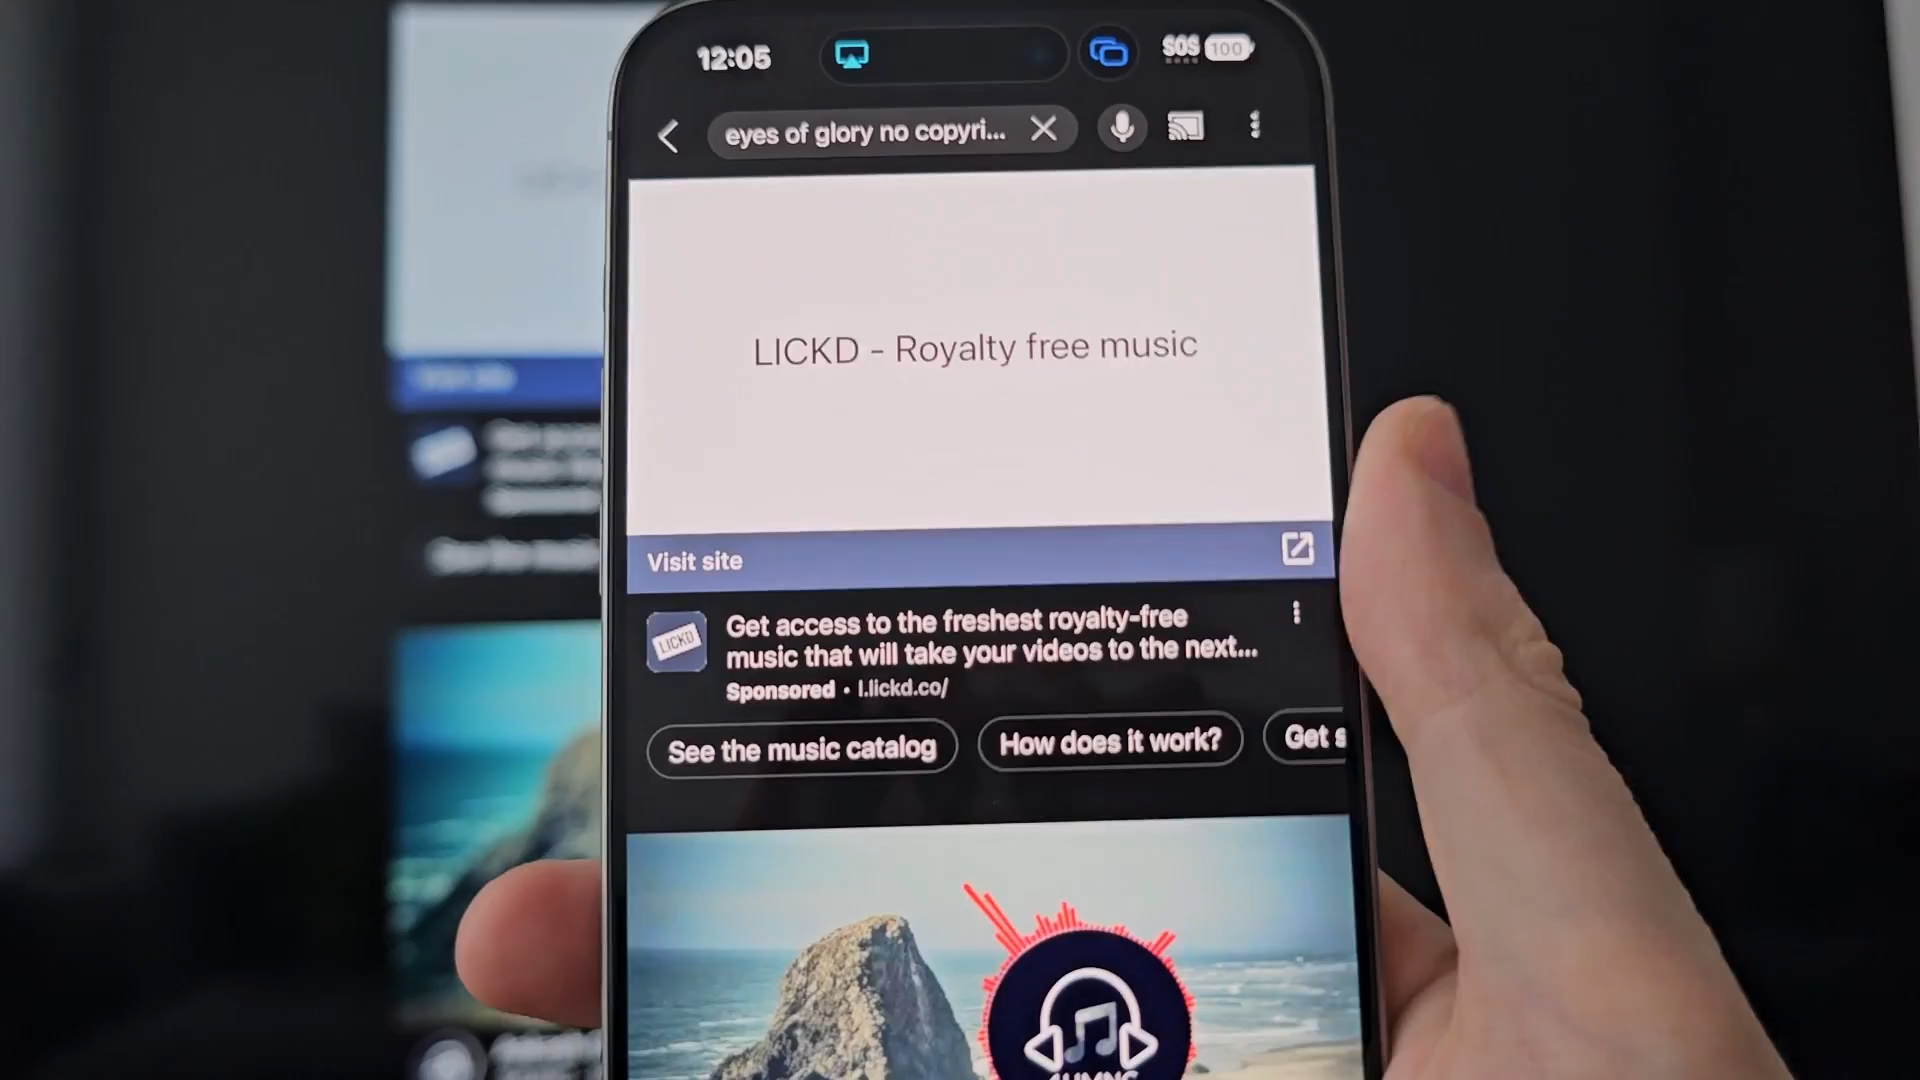 12:05
SOS 100
eyes of glory no copyri...
LICKD - Royalty free music
Visit site
LICKD
Get access to the freshest royalty-free
music that will take your videos to the next...
Sponsored • l.lickd.co/
See the music catalog
How does it work?
Get s